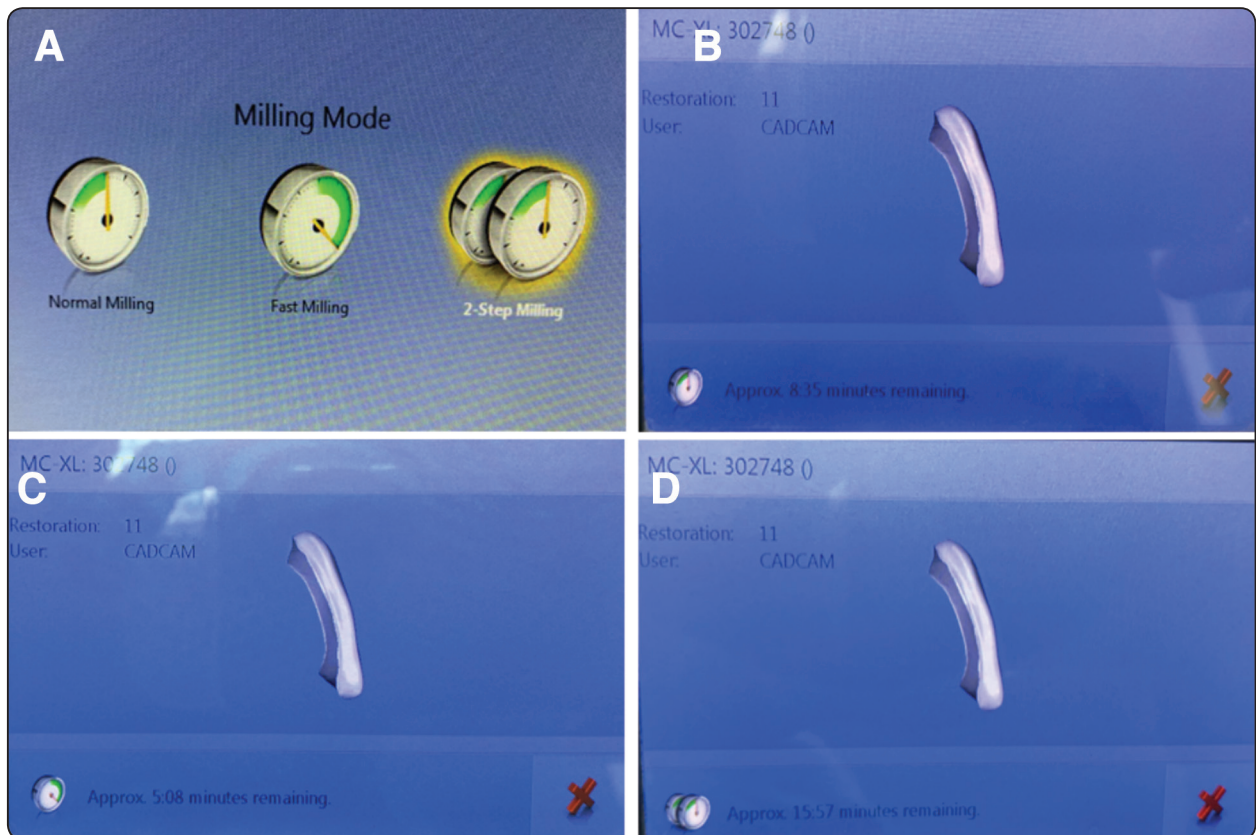 A
Milling Mode
Normal Milling
Fast Milling
2-Step Milling
B
MC-XL: 302748 ()
Restoration: 11
User: CADCAM
Approx. 8:35 minutes remaining.
C
MC-XL: 302748 ()
Restoration: 11
User: CADCAM
Approx. 5:08 minutes remaining.
D
MC-XL: 302748 ()
Restoration: 11
User: CADCAM
Approx. 15:57 minutes remaining.